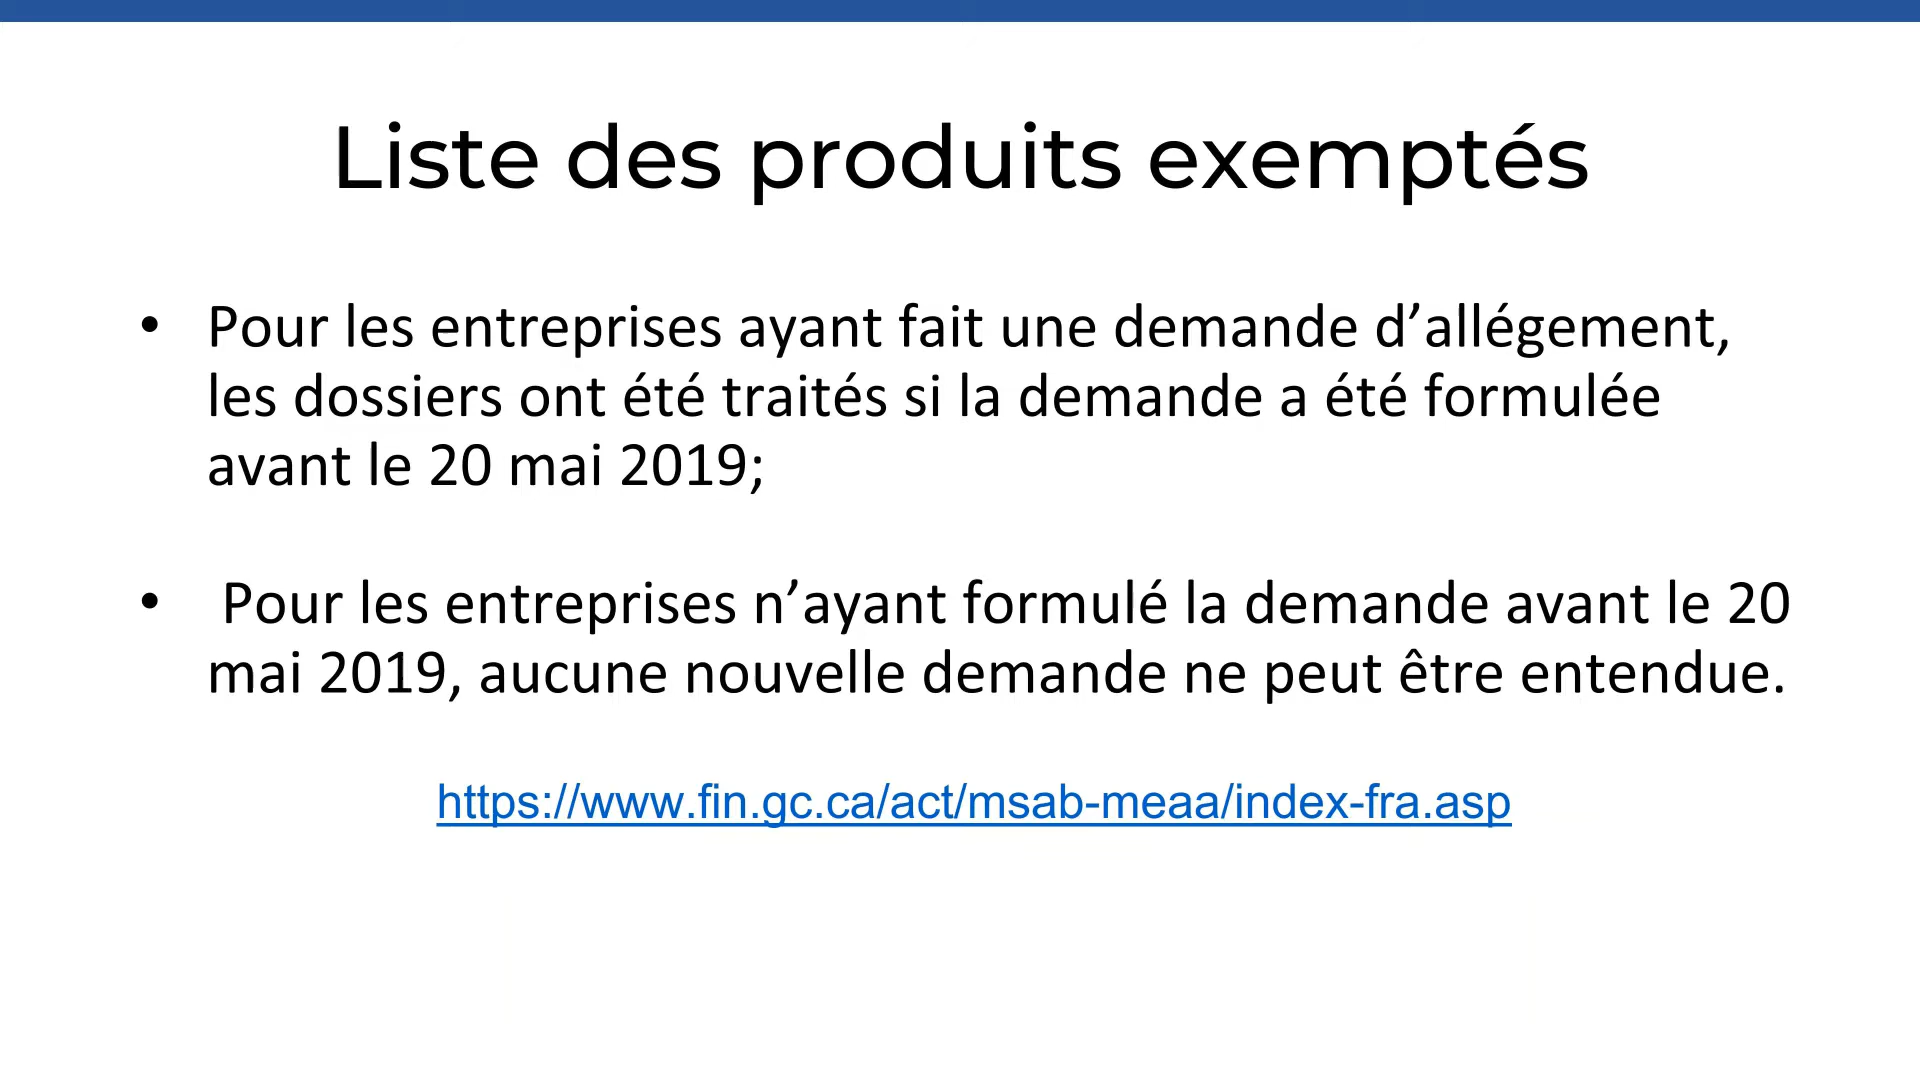 Liste des produits exemptés
• Pour les entreprises ayant fait une demande d’allégement,
les dossiers ont été traités si la demande a été formulée
avant le 20 mai 2019;
• Pour les entreprises n’ayant formulé la demande avant le 20
mai 2019, aucune nouvelle demande ne peut être entendue.
https://www.fin.gc.ca/act/msab-meaa/index-fra.asp